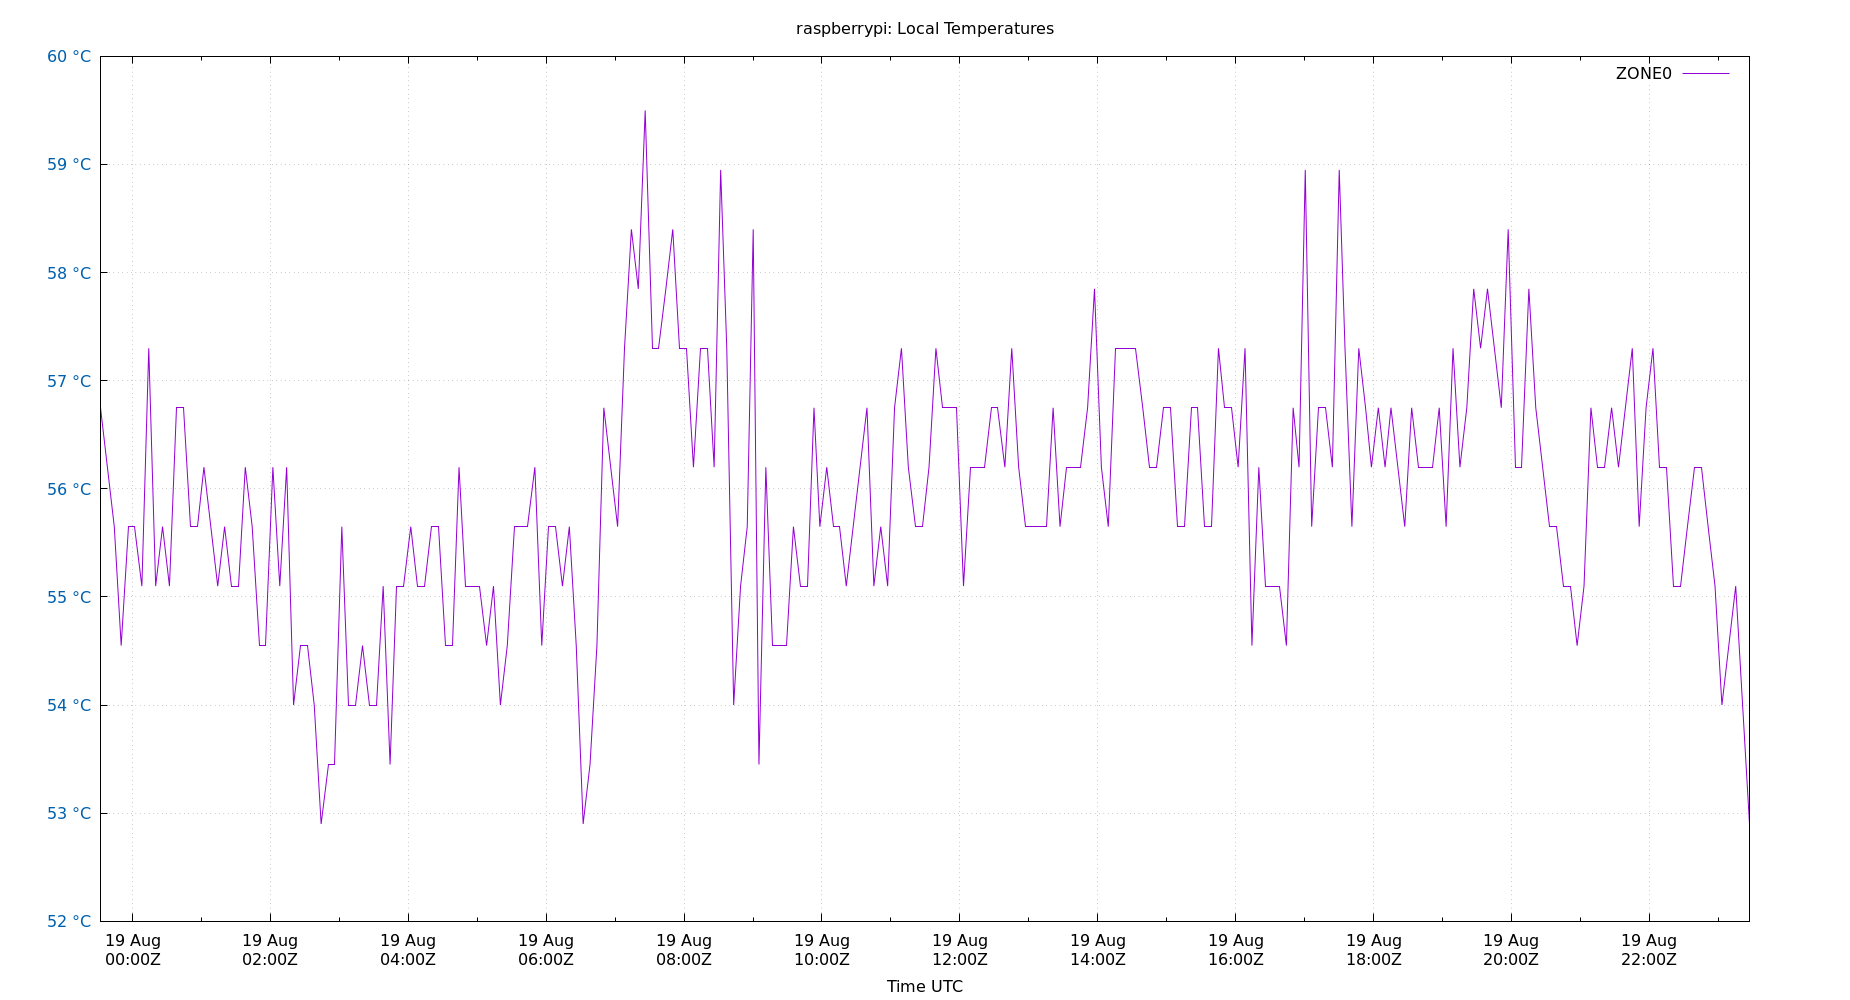 raspberrypi: Local Temperatures
60 °C
ZONE0
59 °C
58 °C
57 °C
56 °C
55 °C
54 °C
53 °C
52 °C
19 Aug 19 Aug 19 Aug 19 Aug 19 Aug 19 Aug 19 Aug 19 Aug 19 Aug 19 Aug 19 Aug 19 Aug
00:00Z 02:00Z 04:00Z 06:00Z 08:00Z 10:00Z 12:00Z 14:00Z 16:00Z 18:00Z 20:00Z 22:00Z
Time UTC